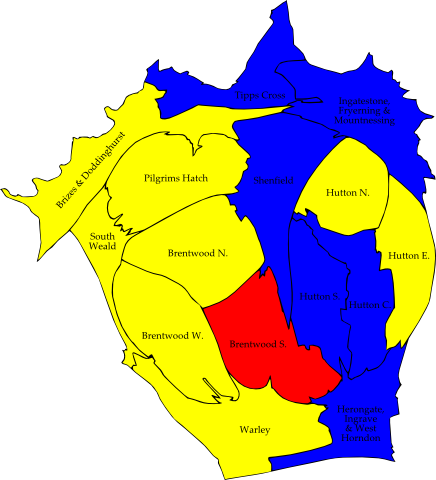 Tipps Cross
Ingatestone,
Fryerning &
Mountnessing
Brizes & Doddinghurst
Pilgrims Hatch
Shenfield
Hutton N.
South
Weald
Brentwood N.
Hutton E.
Hutton S.
Hutton C.
Brentwood W.
Brentwood S.
Herongate,
Ingrave
& West
Horndon
Warley